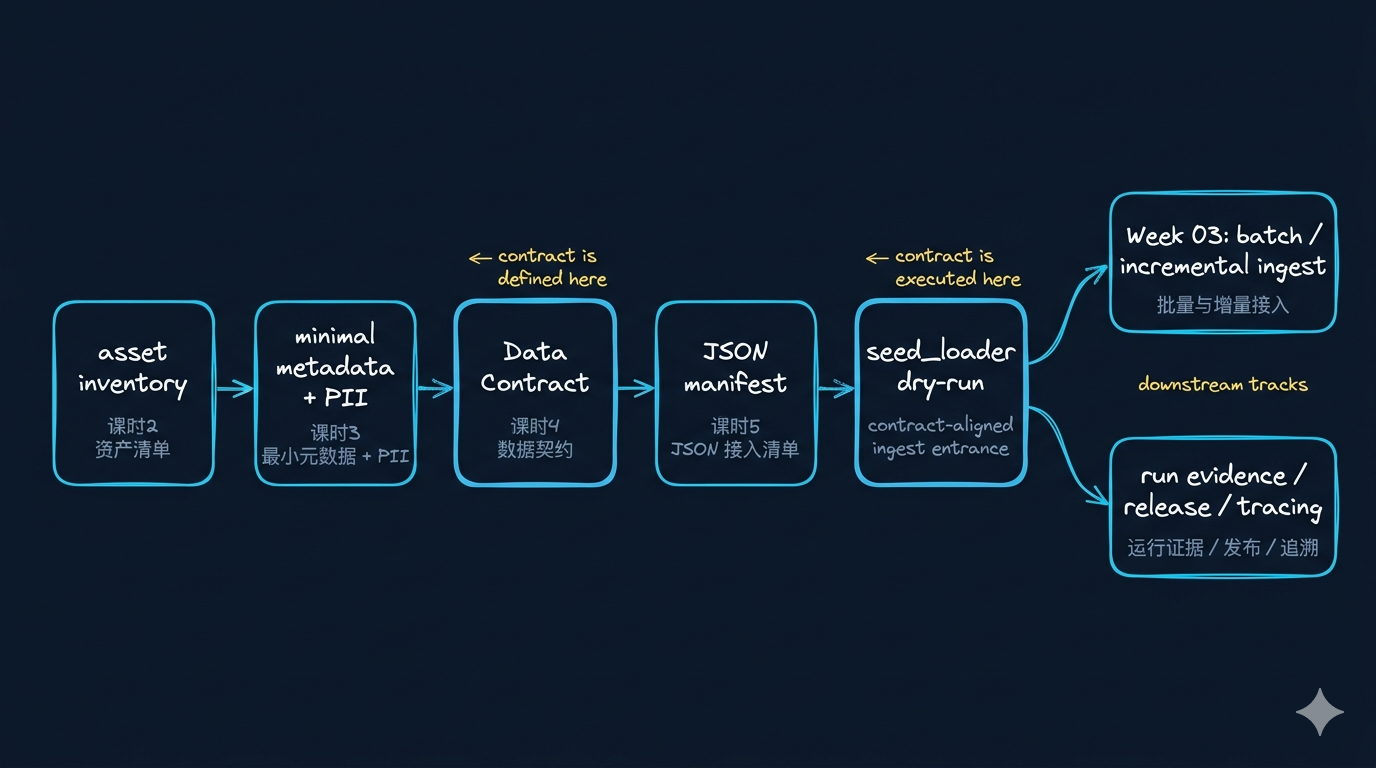 asset
inventory
课时2
资产清单
minimal
metadata
+ PII
课时3
最小元数据 + PII
← contract is
defined here
Data
Contract
课时4
数据契约
JSON
manifest
课时5
JSON 接入清单
← contract is
executed here
seed_loader
dry-run
contract-aligned
ingest entrance
Week 03: batch /
incremental ingest
批量与增量接入
downstream tracks
run evidence /
release / tracing
运行证据 / 发布 / 追溯